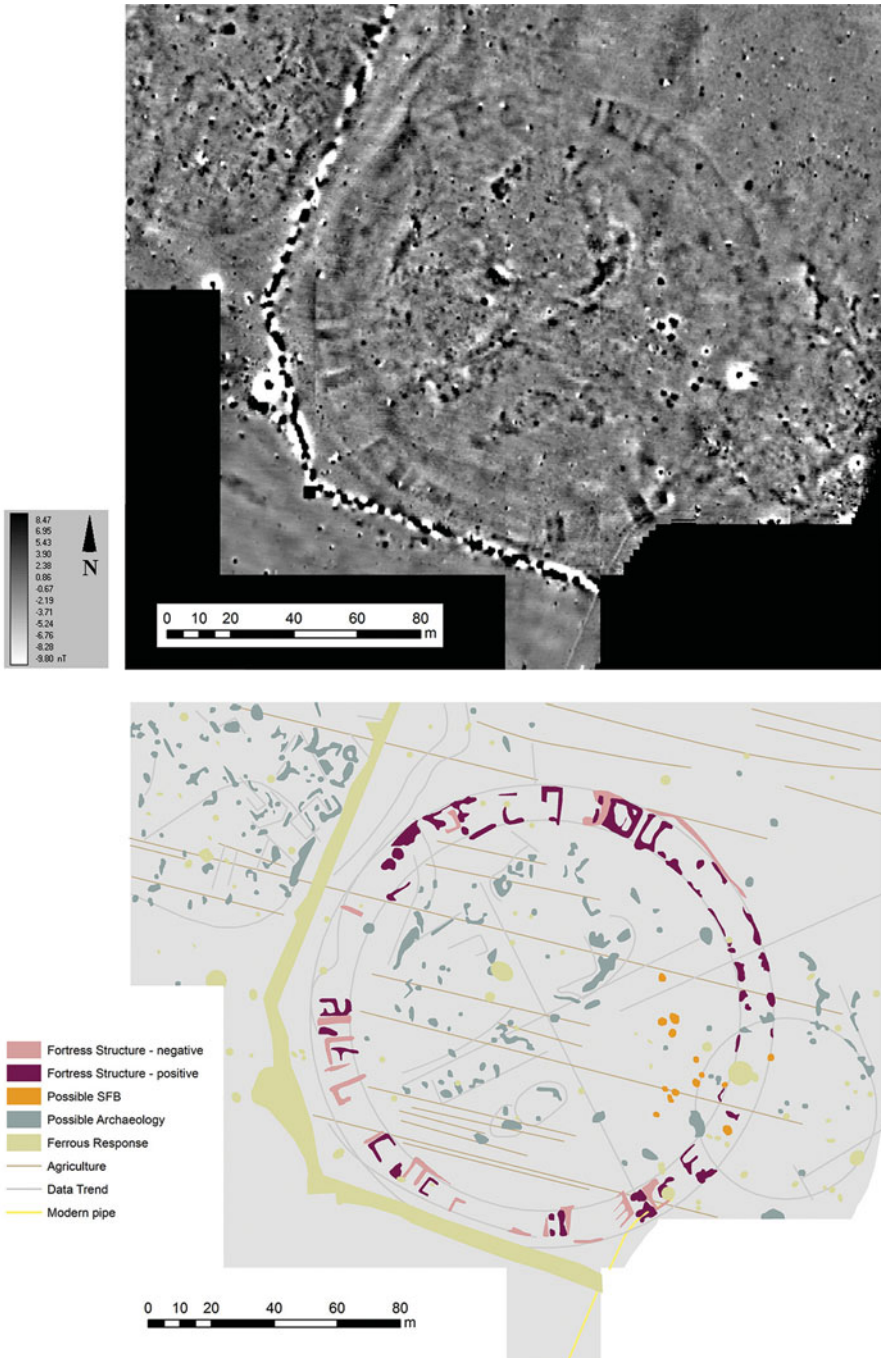 8.47
6.95
5.43
3.90
2.38
0.86
-0.67
-2.19
-3.71
-5.24
-6.76
-8.28
-9.80 nT
N
0 10 20 40 60 80
m
Fortress Structure - negative
Fortress Structure - positive
Possible SFB
Possible Archaeology
Ferrous Response
Agriculture
Data Trend
Modern pipe
0 10 20 40 60 80
m